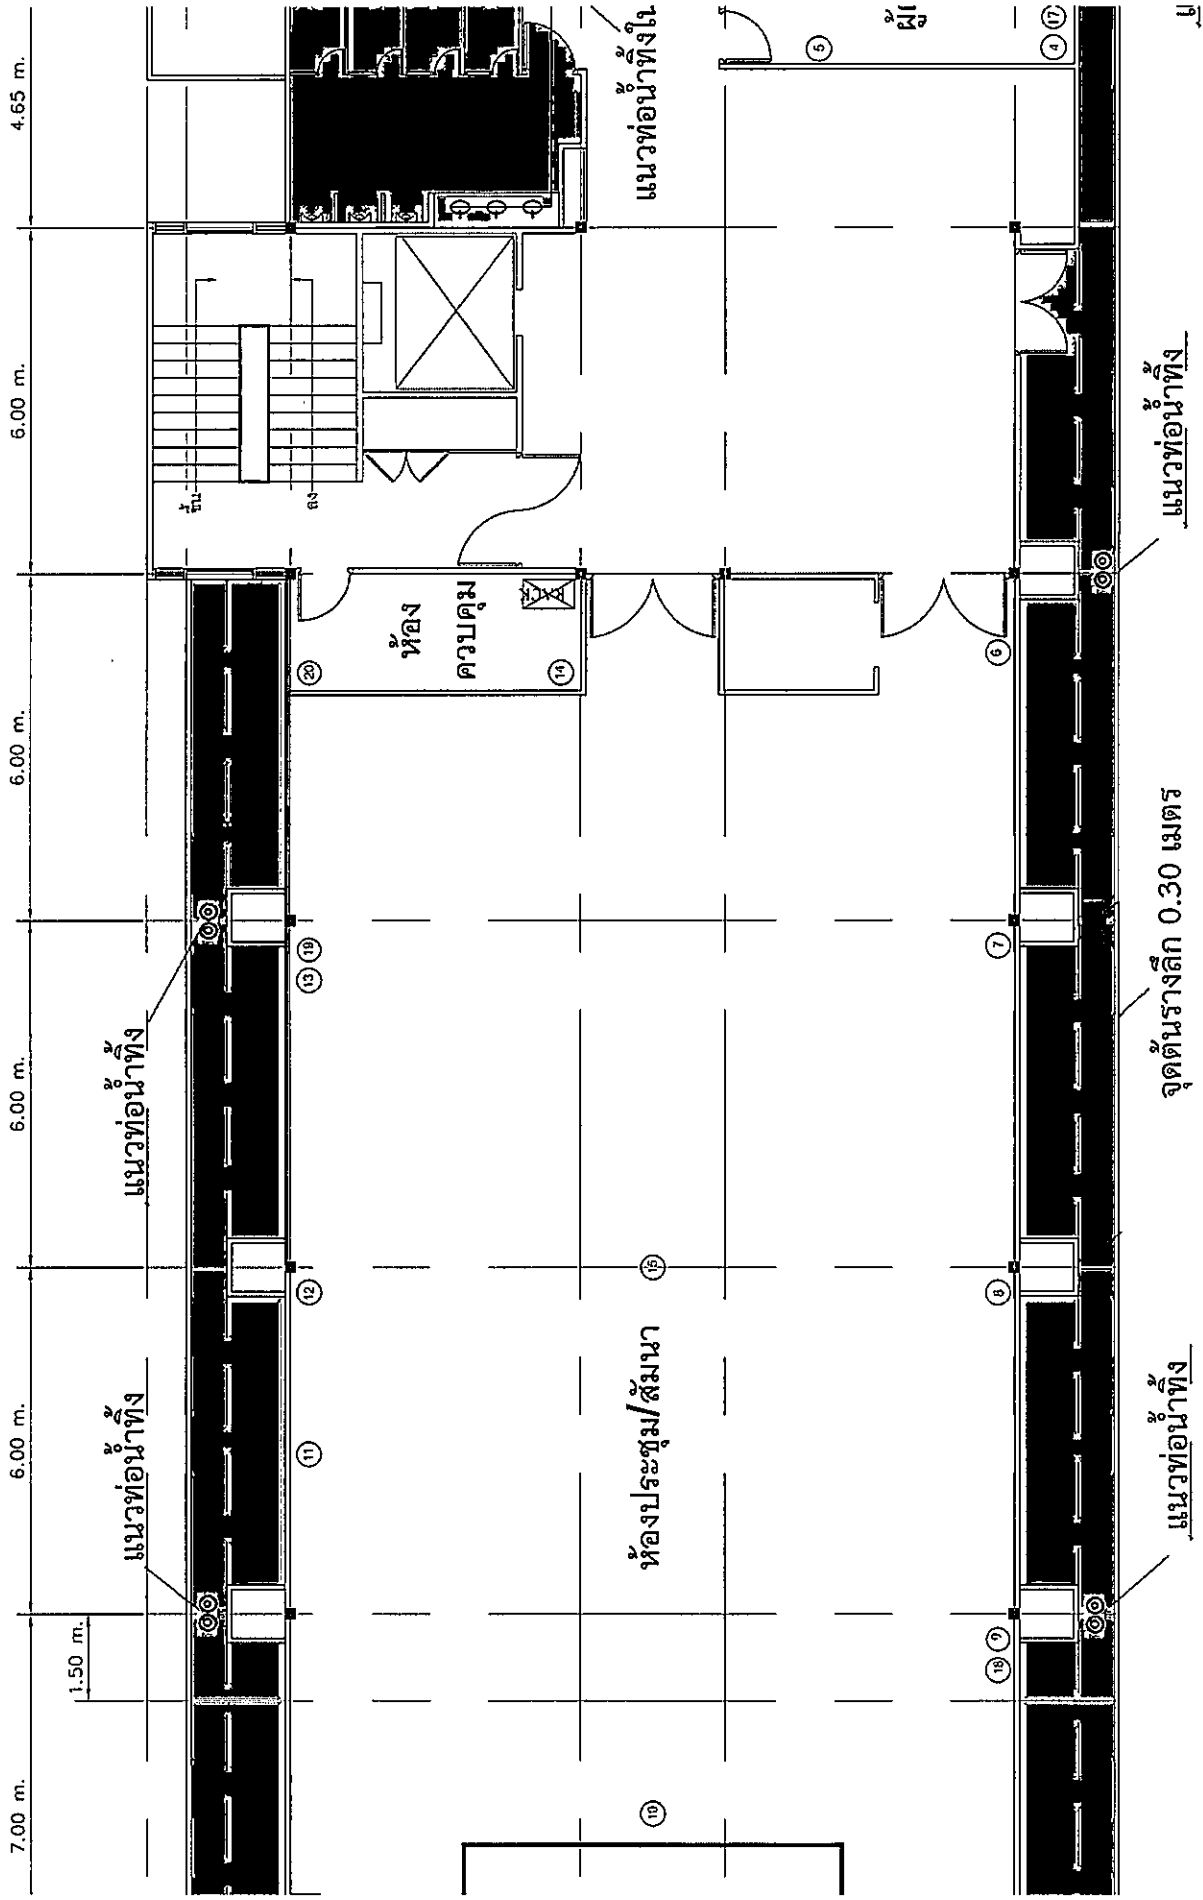 4.65 m.
6.00 m.
6.00 m.
6.00 m.
6.00 m.
7.00 m.
1.50 m.
แนวท่อน้ำทิ้ง
แนวท่อน้ำทิ้ง
ขึ้น
ลง
ห้อง
ควบคุม
20
14
13
19
12
11
ห้องประชุม/สัมนา
15
10
แนวท่อน้ำทิ้ง
5
4
17
6
7
8
9
18
แนวท่อน้ำทิ้ง
จุดต้นรางลึก 0.30 เมตร
แนวท่อน้ำทิ้ง